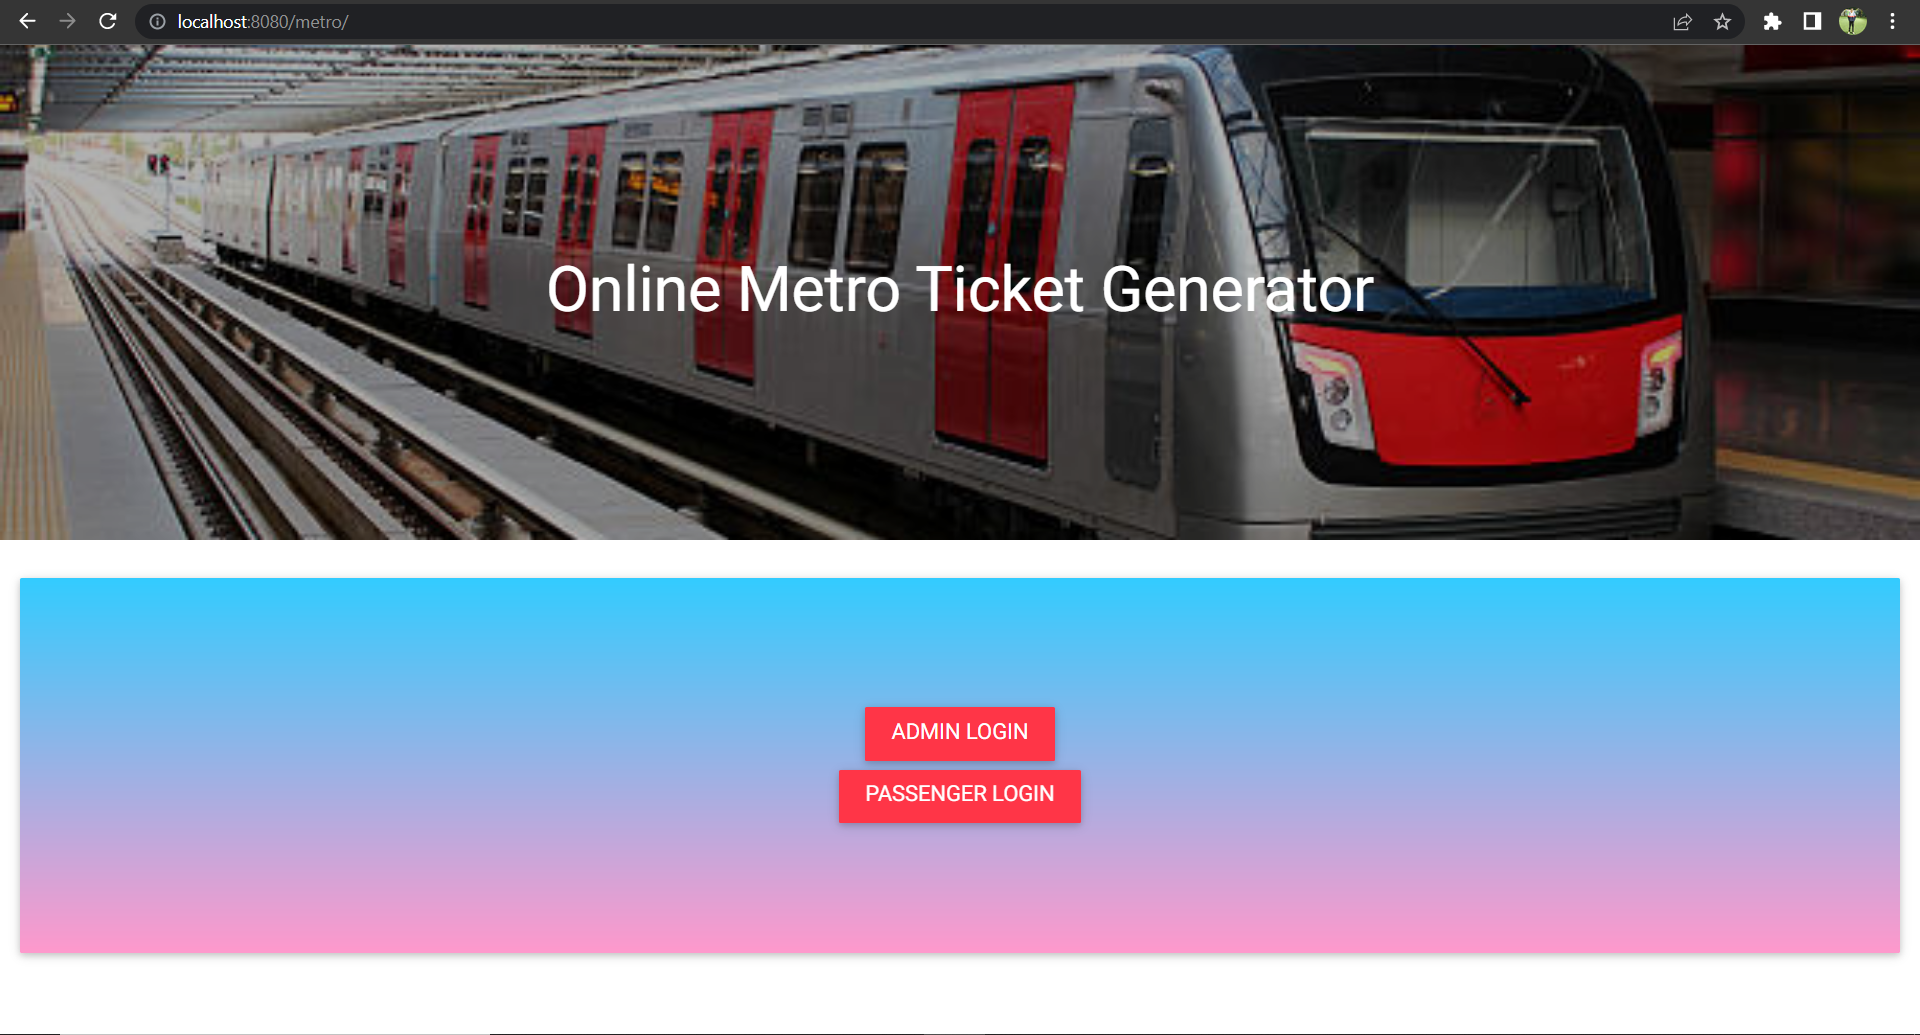 localhost:8080/metro/
Online Metro Ticket Generator
ADMIN LOGIN
PASSENGER LOGIN